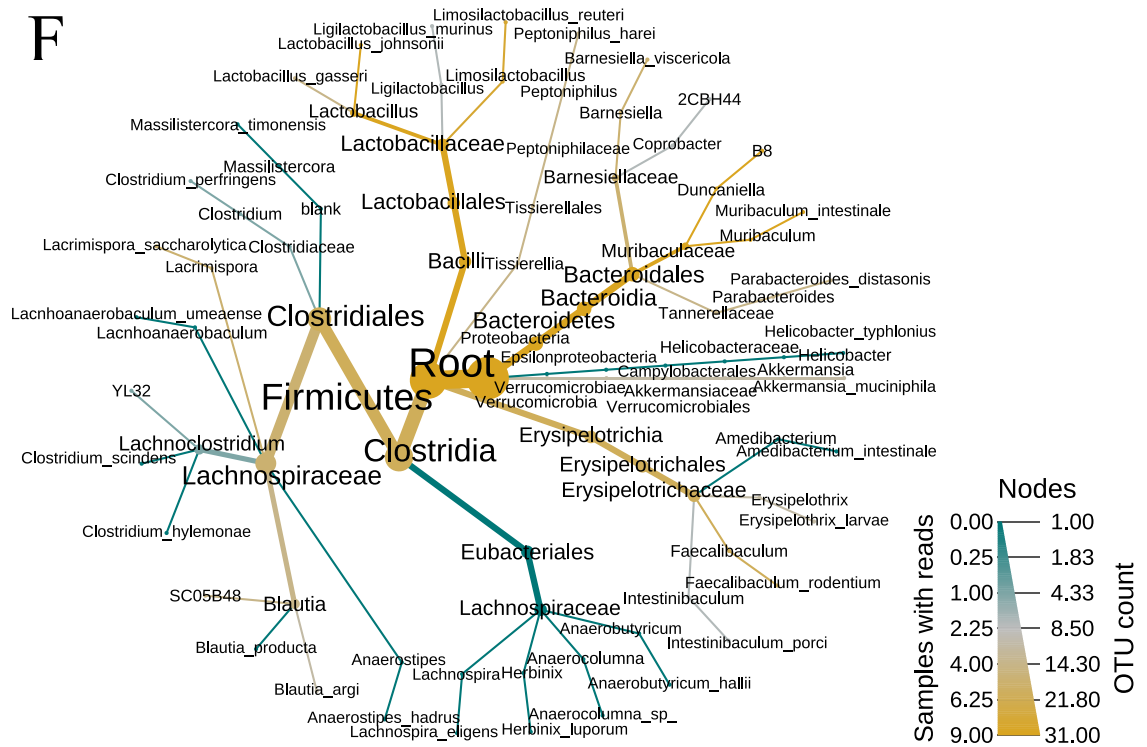 F
Limosilactobacillus_reuteri
Ligilactobacillus_murinus
Peptoniphilus_harei
Lactobacillus_johnsonii
Barnesiella_viscericola
Lactobacillus_gasseri
Limosilactobacillus
Ligilactobacillus
Peptoniphilus
2CBH44
Lactobacillus
Barnesiella
Massilistercora_timonensis
Lactobacillaceae
Peptoniphilaceae
Coprobacter
B8
Massilistercora
Clostridium_perfringens
Barnesiellaceae
Duncaniella
Lactobacillales
Tissierellales
Clostridium
blank
Muribaculum_intestinale
Muribaculum
Lacrimispora_saccharolytica
Clostridiaceae
Muribaculaceae
Lacrimispora
Bacilli
Tissierellia
Bacteroidales
Parabacteroides_distasonis
Bacteroidia
Parabacteroides
Lacnhoanaerobaculum_umeaense
Clostridiales
Bacteroidetes
Tannerellaceae
Lacnhoanaerobaculum
Proteobacteria
Helicobacter_typhlonius
Helicobacteraceae
Root
Epsilonproteobacteria
Helicobacter
Campylobacterales
Akkermansia
YL32
Firmicutes
Verrucomicrobiae
Akkermansiaceae
Akkermansia_muciniphila
Verrucomicrobia
Verrucomicrobiales
Lachnoclostridium
Clostridia
Erysipelotrichia
Amedibacterium
Clostridium_scindens
Amedibacterium_intestinale
Lachnospiraceae
Erysipelotrichales
Erysipelotrichaceae
Nodes
Erysipelothrix
Erysipelothrix_larvae
Clostridium_hylemonae
Eubacteriales
Faecalibaculum
Faecalibaculum_rodentium
SC05B48
Blautia
Lachnospiraceae
Intestinibaculum
Anaerobutyricum
Blautia_producta
Intestinibaculum_porci
Anaerostipes
Anaerocolumna
Lachnospira
Herbinix
Anaerobutyricum_hallii
Blautia_argi
Anaerostipes_hadrus
Anaerocolumna_sp_
Lachnospira_eligens
Herbinix_luporum
Samples with reads
OTU count
0.00 1.00
0.25 1.83
1.00 4.33
2.25 8.50
4.00 14.30
6.25 21.80
9.00 31.00